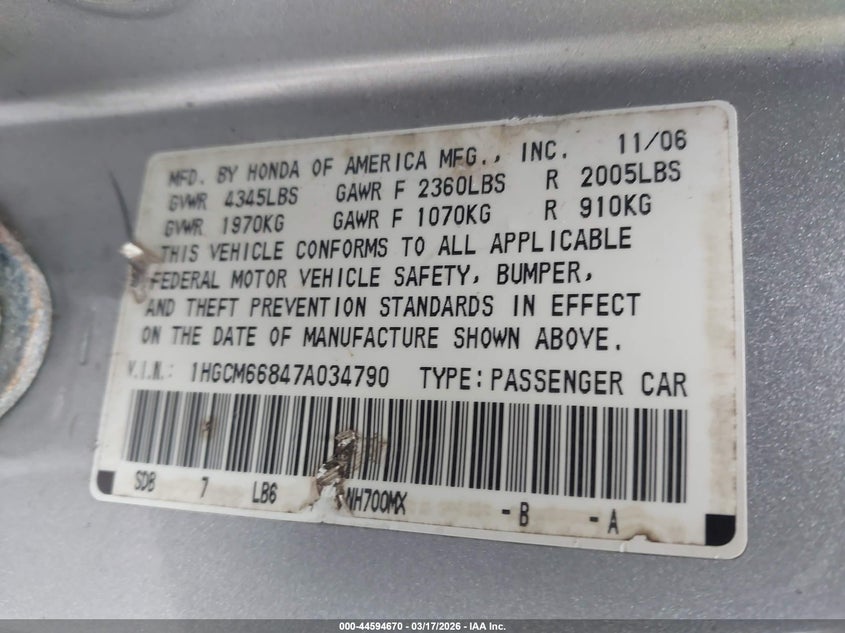 MFD. BY HONDA OF AMERICA MFG., INC. 11/06
GVWR 4345LBS GAWR F 2360LBS R 2005LBS
GVWR 1970KG GAWR F 1070KG R 910KG
THIS VEHICLE CONFORMS TO ALL APPLICABLE
FEDERAL MOTOR VEHICLE SAFETY, BUMPER,
AND THEFT PREVENTION STANDARDS IN EFFECT
ON THE DATE OF MANUFACTURE SHOWN ABOVE.
V.I.N.: 1HGCM66847A034790 TYPE: PASSENGER CAR
SDB 7 LB6 NH700MX -B -A
000-44594670 — 03/17/2026 — IAA Inc.